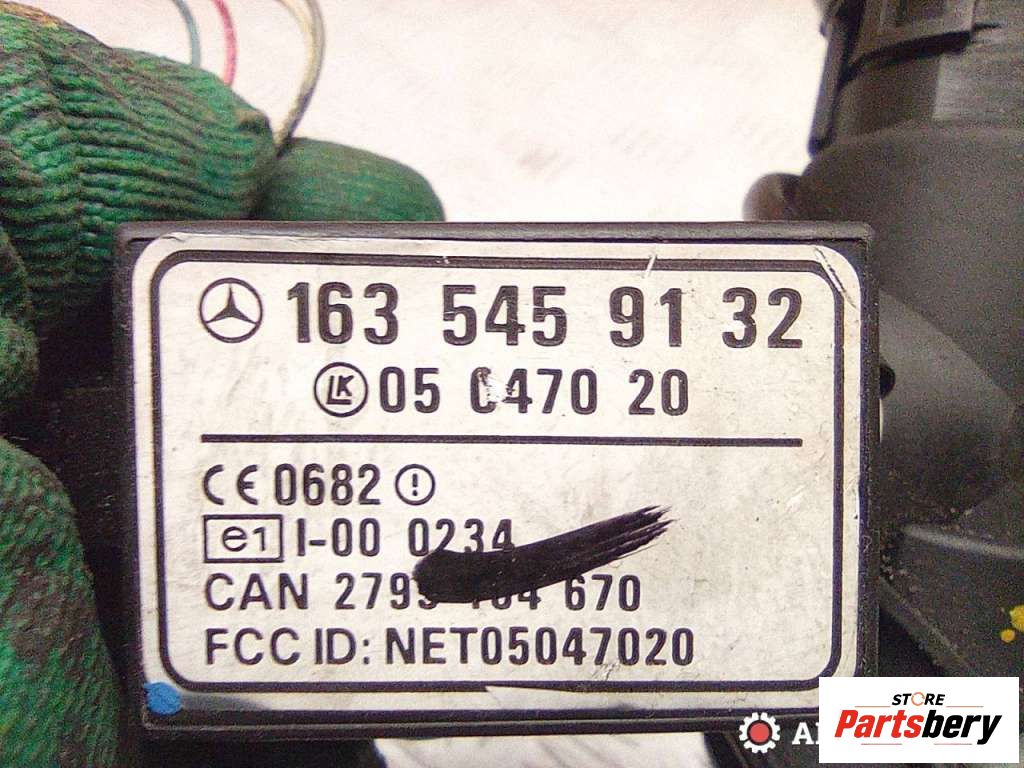 163 545 91 32
LK 05 0470 20
CE 0682
e1 I-00 0234
CAN 670
FCC ID: NET05047020
STORE
Partsbery